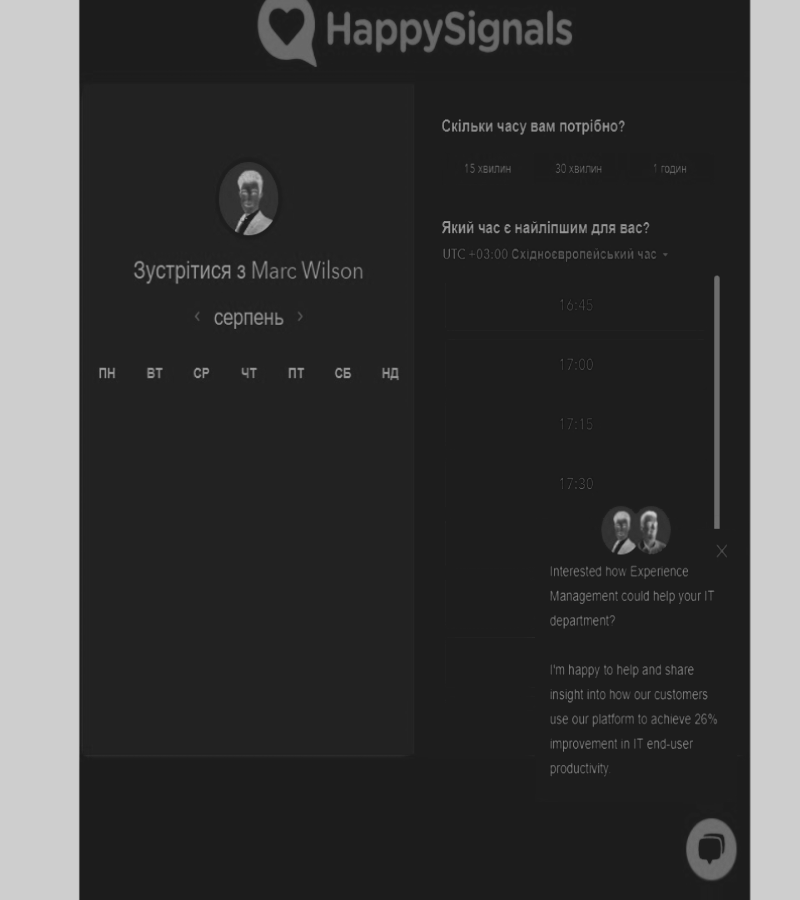 HappySignals
Зустрітися з Marc Wilson
серпень
ПН ВТ СР ЧТ ПТ СБ НД
Скільки часу вам потрібно?
15 хвилин 30 хвилин 1 годин
Який час є найліпшим для вас?
UTC +03:00 Східноєвропейський час
16:45
17:00
17:15
17:30
Interested how Experience
Management could help your IT
department?
I'm happy to help and share
insight into how our customers
use our platform to achieve 26%
improvement in IT end-user
productivity